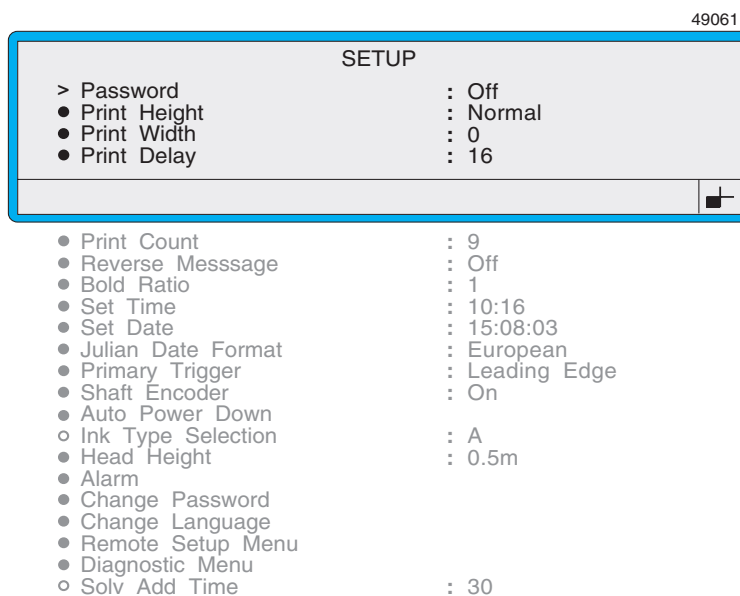 49061
SETUP
> Password : Off
● Print Height : Normal
● Print Width : 0
● Print Delay : 16
● Print Count : 9
● Reverse Messsage : Off
● Bold Ratio : 1
● Set Time : 10:16
● Set Date : 15:08:03
● Julian Date Format : European
● Primary Trigger : Leading Edge
● Shaft Encoder : On
● Auto Power Down
○ Ink Type Selection : A
● Head Height : 0.5m
● Alarm
● Change Password
● Change Language
● Remote Setup Menu
● Diagnostic Menu
○ Solv Add Time : 30